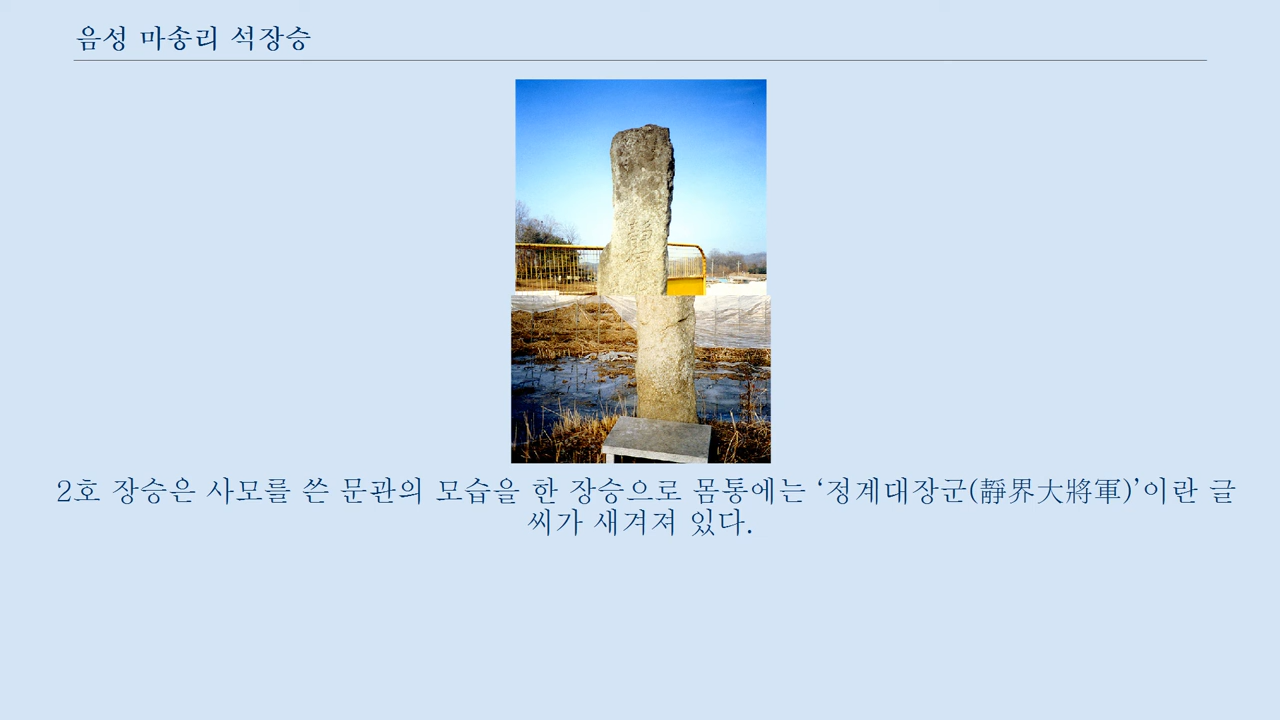 음성 마송리 석장승
2호 장승은 사모를 쓴 문관의 모습을 한 장승으로 몸통에는 ‘정계대장군(靜界大將軍)’이란 글
씨가 새겨져 있다.